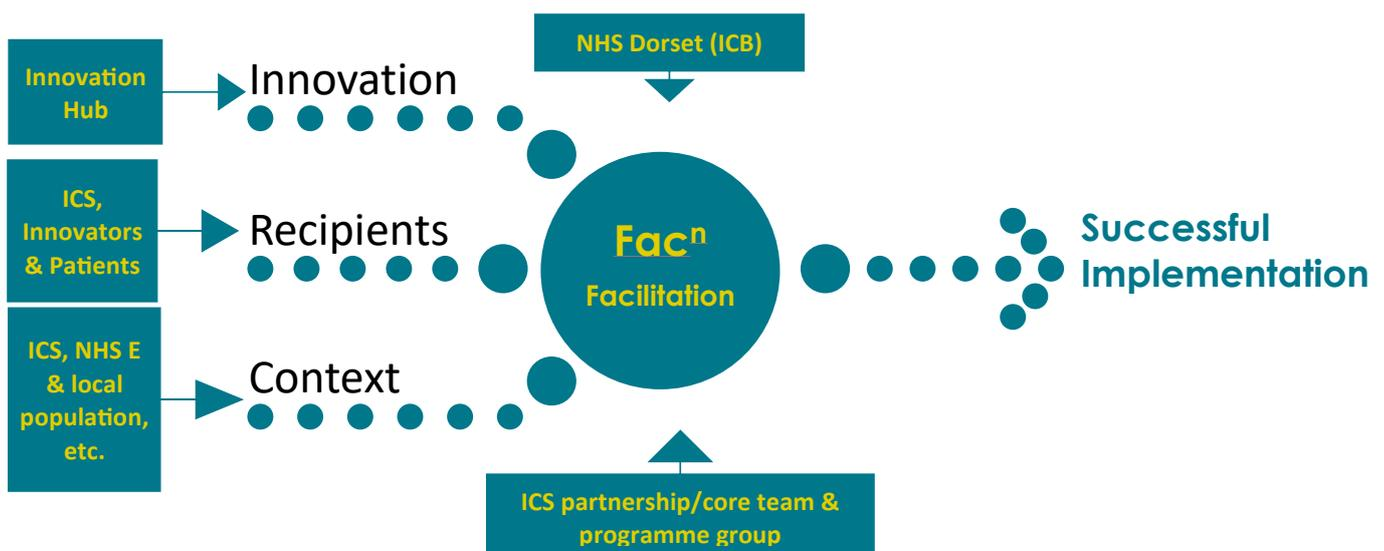 NHS Dorset (ICB)
Innovation
Hub
Innovation
ICS,
Innovators
& Patients
Recipients
ICS, NHS E
& local
population,
etc.
Context
Facⁿ
Facilitation
Successful
Implementation
ICS partnership/core team &
programme group